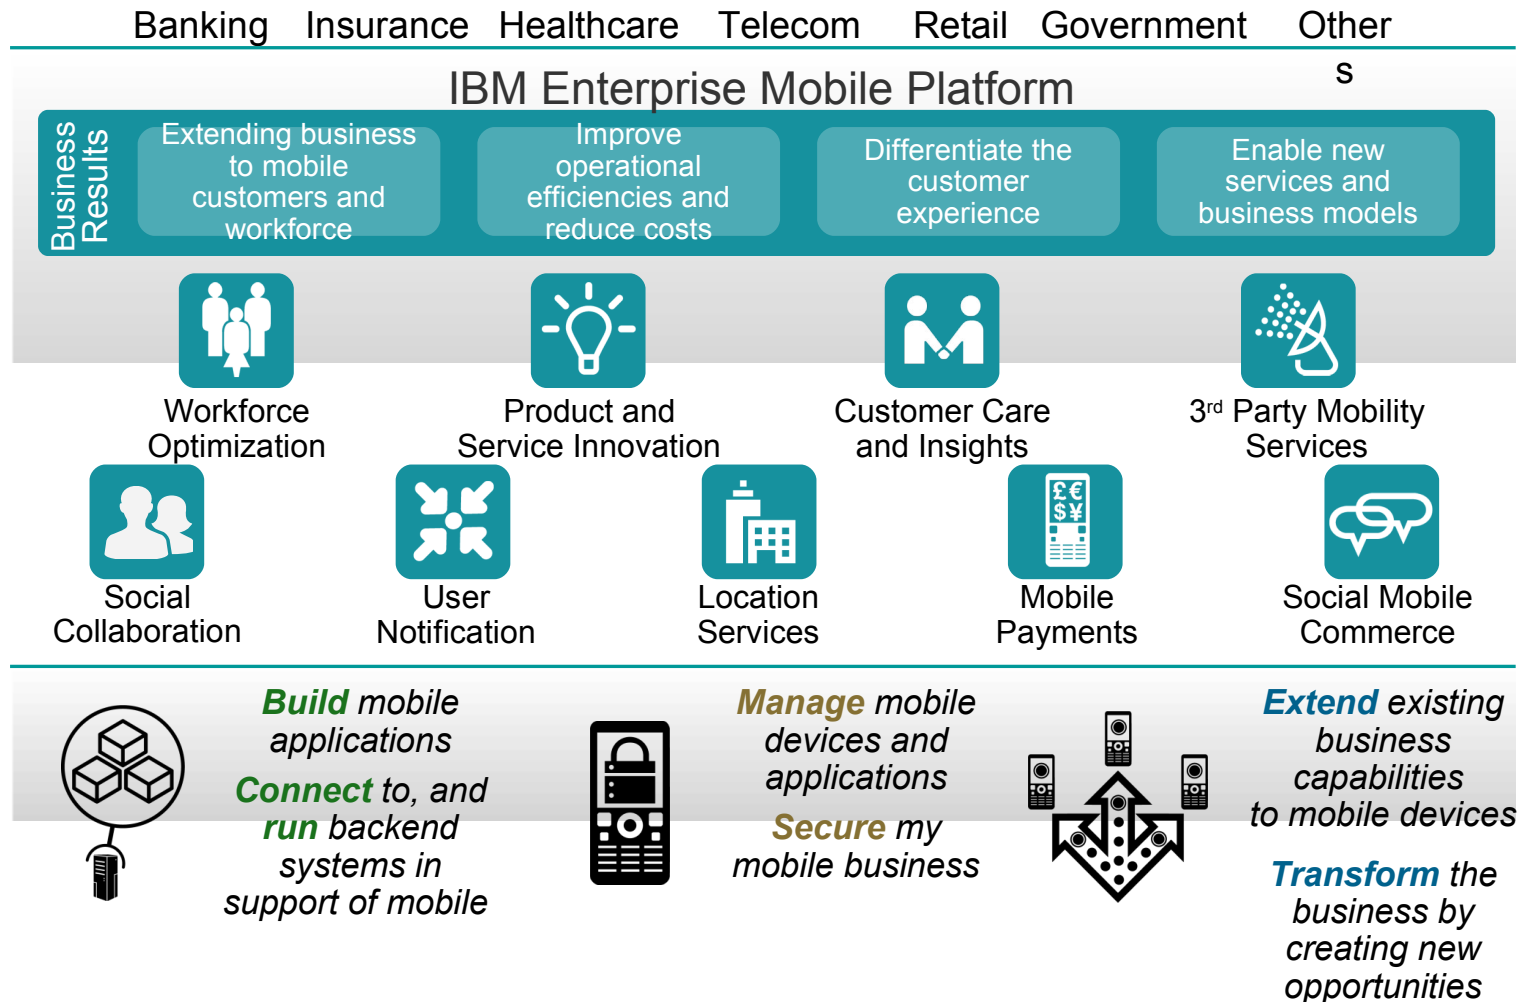 Banking Insurance Healthcare Telecom Retail Government Other
s
IBM Enterprise Mobile Platform
Business
Results
Extending business
to mobile
customers and
workforce
Improve
operational
efficiencies and
reduce costs
Differentiate the
customer
experience
Enable new
services and
business models
Workforce
Optimization
Product and
Service Innovation
Customer Care
and Insights
3rd Party Mobility
Services
£€
$¥
Social
Collaboration
User
Notification
Location
Services
Mobile
Payments
Social Mobile
Commerce
Build mobile
applications
Connect to, and
run backend
systems in
support of mobile
Manage mobile
devices and
applications
Secure my
mobile business
Extend existing
business
capabilities
to mobile devices
Transform the
business by
creating new
opportunities